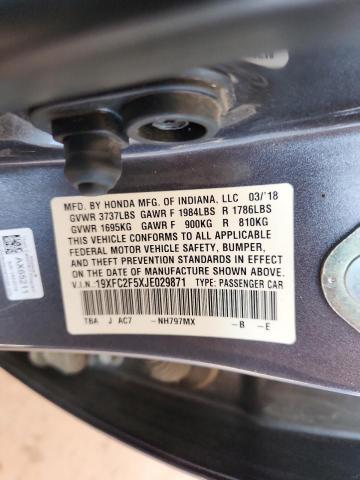 MFD. BY HONDA MFG. OF INDIANA, LLC 03/'18
GVWR 3737LBS GAWR F 1984LBS R 1786LBS
GVWR 1695KG GAWR F 900KG R 810KG
THIS VEHICLE CONFORMS TO ALL APPLICABLE
FEDERAL MOTOR VEHICLE SAFETY, BUMPER,
AND THEFT PREVENTION STANDARDS IN EFFECT
ON THE DATE OF MANUFACTURE SHOWN ABOVE.
V.I.N.: 19XFC2F5XJE029871 TYPE: PASSENGER CAR
TBA J AC7 -NH797MX -B -E
AX65211